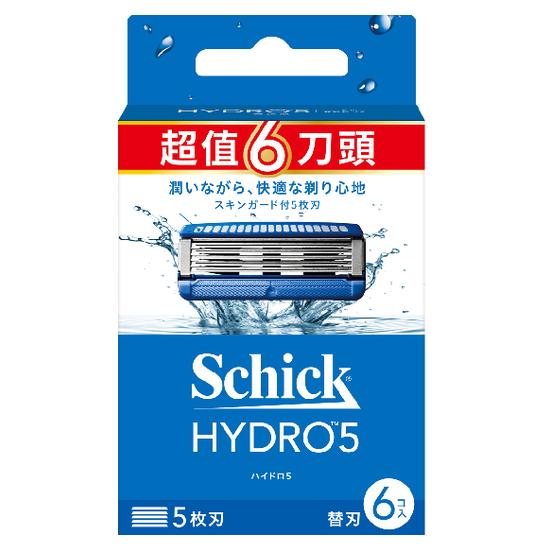 HYDRO5
超值6刀頭
潤いながら、快適な剃り心地
スキンガード付5枚刃
Schick
HYDRO™5
ハイドロ5
5枚刃
替刃 6コ入